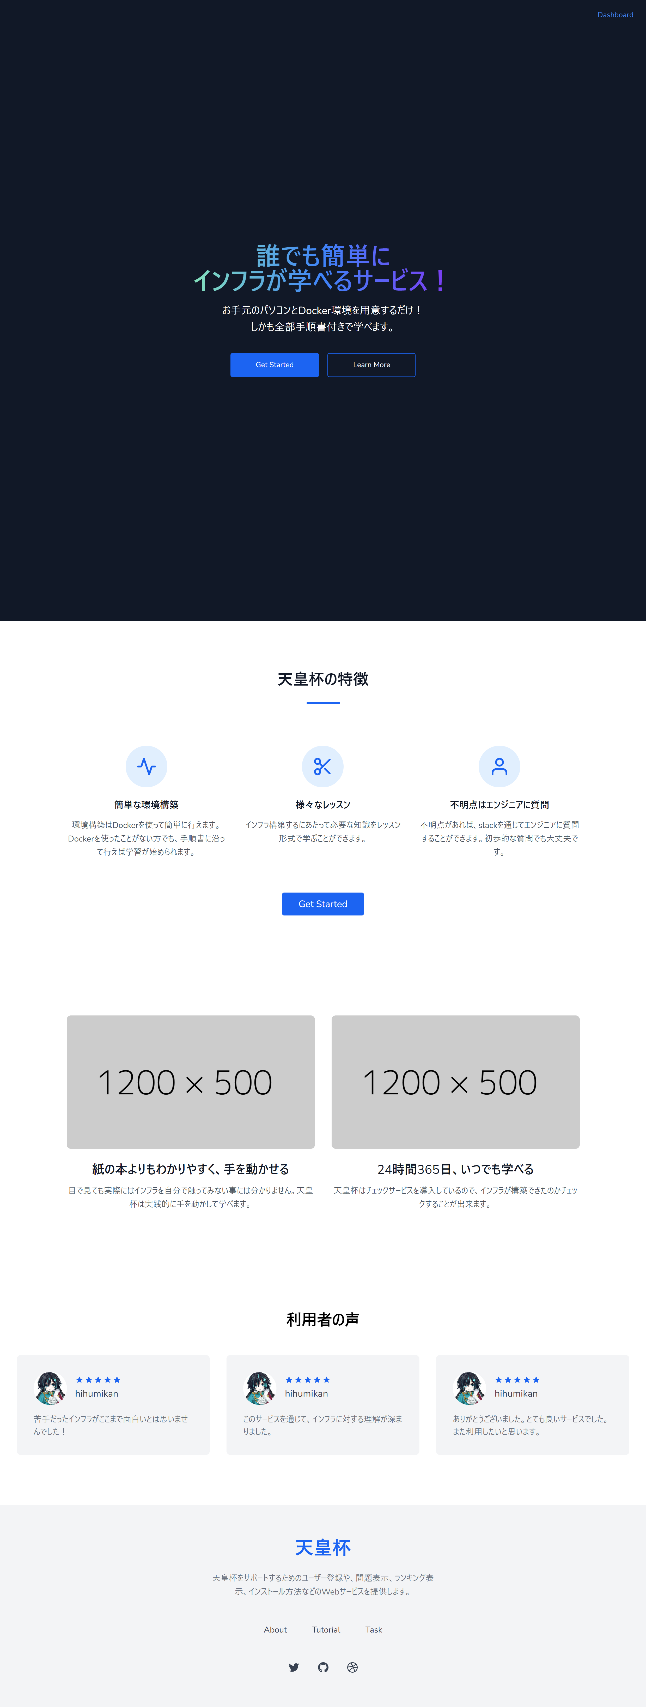 Dashboard
誰でも簡単に
インフラが学べるサービス！
お手元のパソコンとDocker環境を用意するだけ！
しかも全部手順書付きで学べます。
Get Started
Learn More
天皇杯の特徴
簡単な環境構築
環境構築はDockerを使って簡単に行えます。
Dockerを使ったことがない方でも、手順書に沿っ
て行えば学習が始められます。
様々なレッスン
インフラ構築するにあたって必要な知識をレッスン
形式で学ぶことができます。
不明点はエンジニアに質問
不明点があれば、slackを通じてエンジニアに質問
することができます。初歩的な質問でも大丈夫で
す。
Get Started
1200 × 500
紙の本よりもわかりやすく、手を動かせる
目で見ても実際にはインフラを自分で触ってみない事には分かりません。天皇
杯は実践的に手を動かして学べます。
1200 × 500
24時間365日、いつでも学べる
天皇杯はチェックサービスを導入しているので、インフラが構築できたのかチェッ
クすることが出来ます。
利用者の声
hihumikan
苦手だったインフラがここまで面白いとは思いませ
んでした！
hihumikan
このサービスを通じて、インフラに対する理解が深ま
りました。
hihumikan
ありがとうございました。とても良いサービスでした。
また利用したいと思います。
天皇杯
天皇杯をサポートするためのユーザー登録や、問題表示、ランキング表
示、インストール方法などのWebサービスを提供します。
About
Tutorial
Task